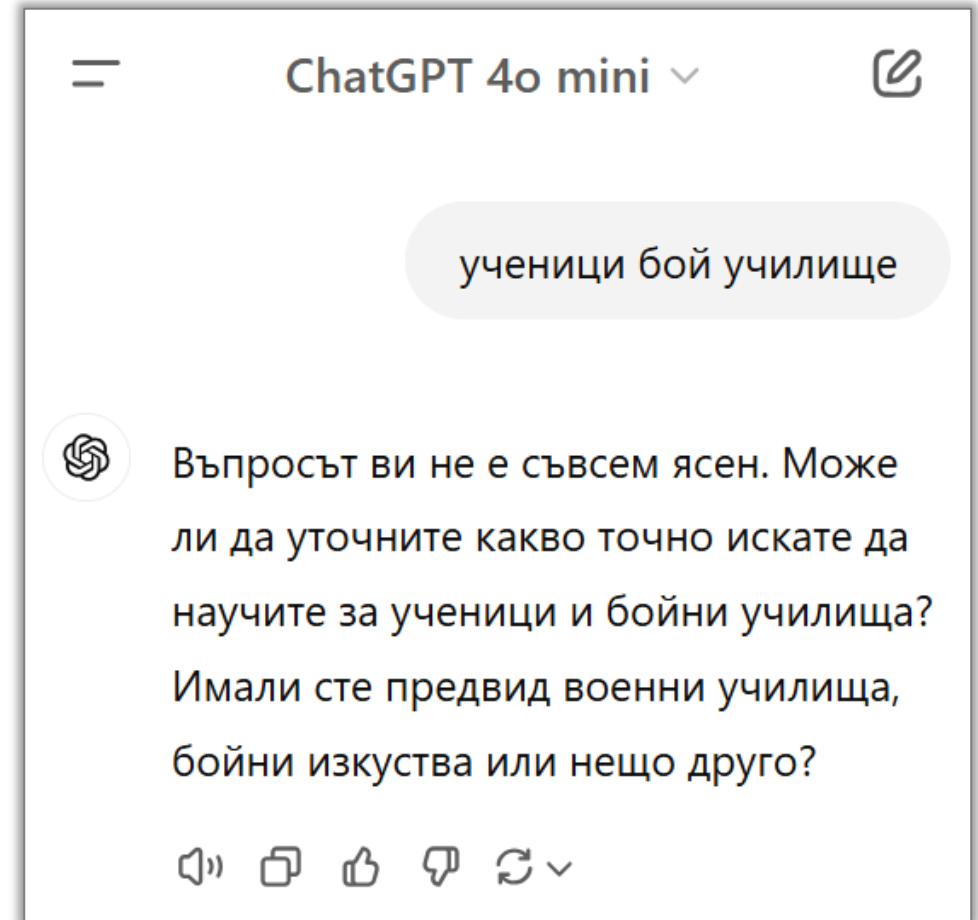 ChatGPT 4o mini
ученици бой училище
Въпросът ви не е съвсем ясен. Може
ли да уточните какво точно искате да
научите за ученици и бойни училища?
Имали сте предвид военни училища,
бойни изкуства или нещо друго?